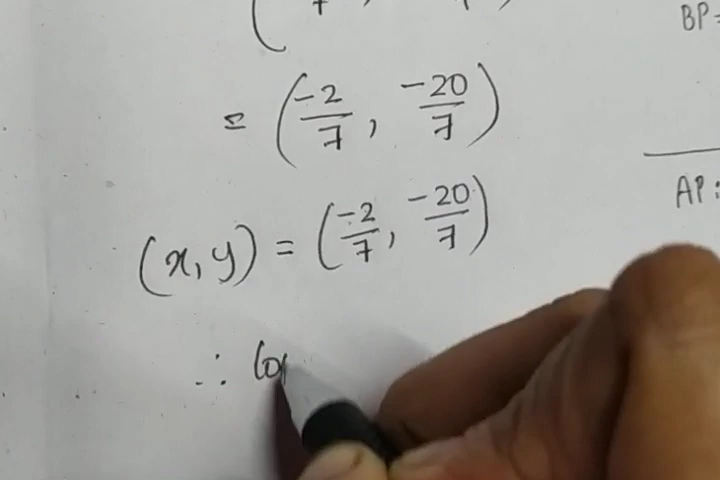 = (-2/7, -20/7)
(x, y) = (-2/7, -20/7)
∴ Co
BP=
AP: